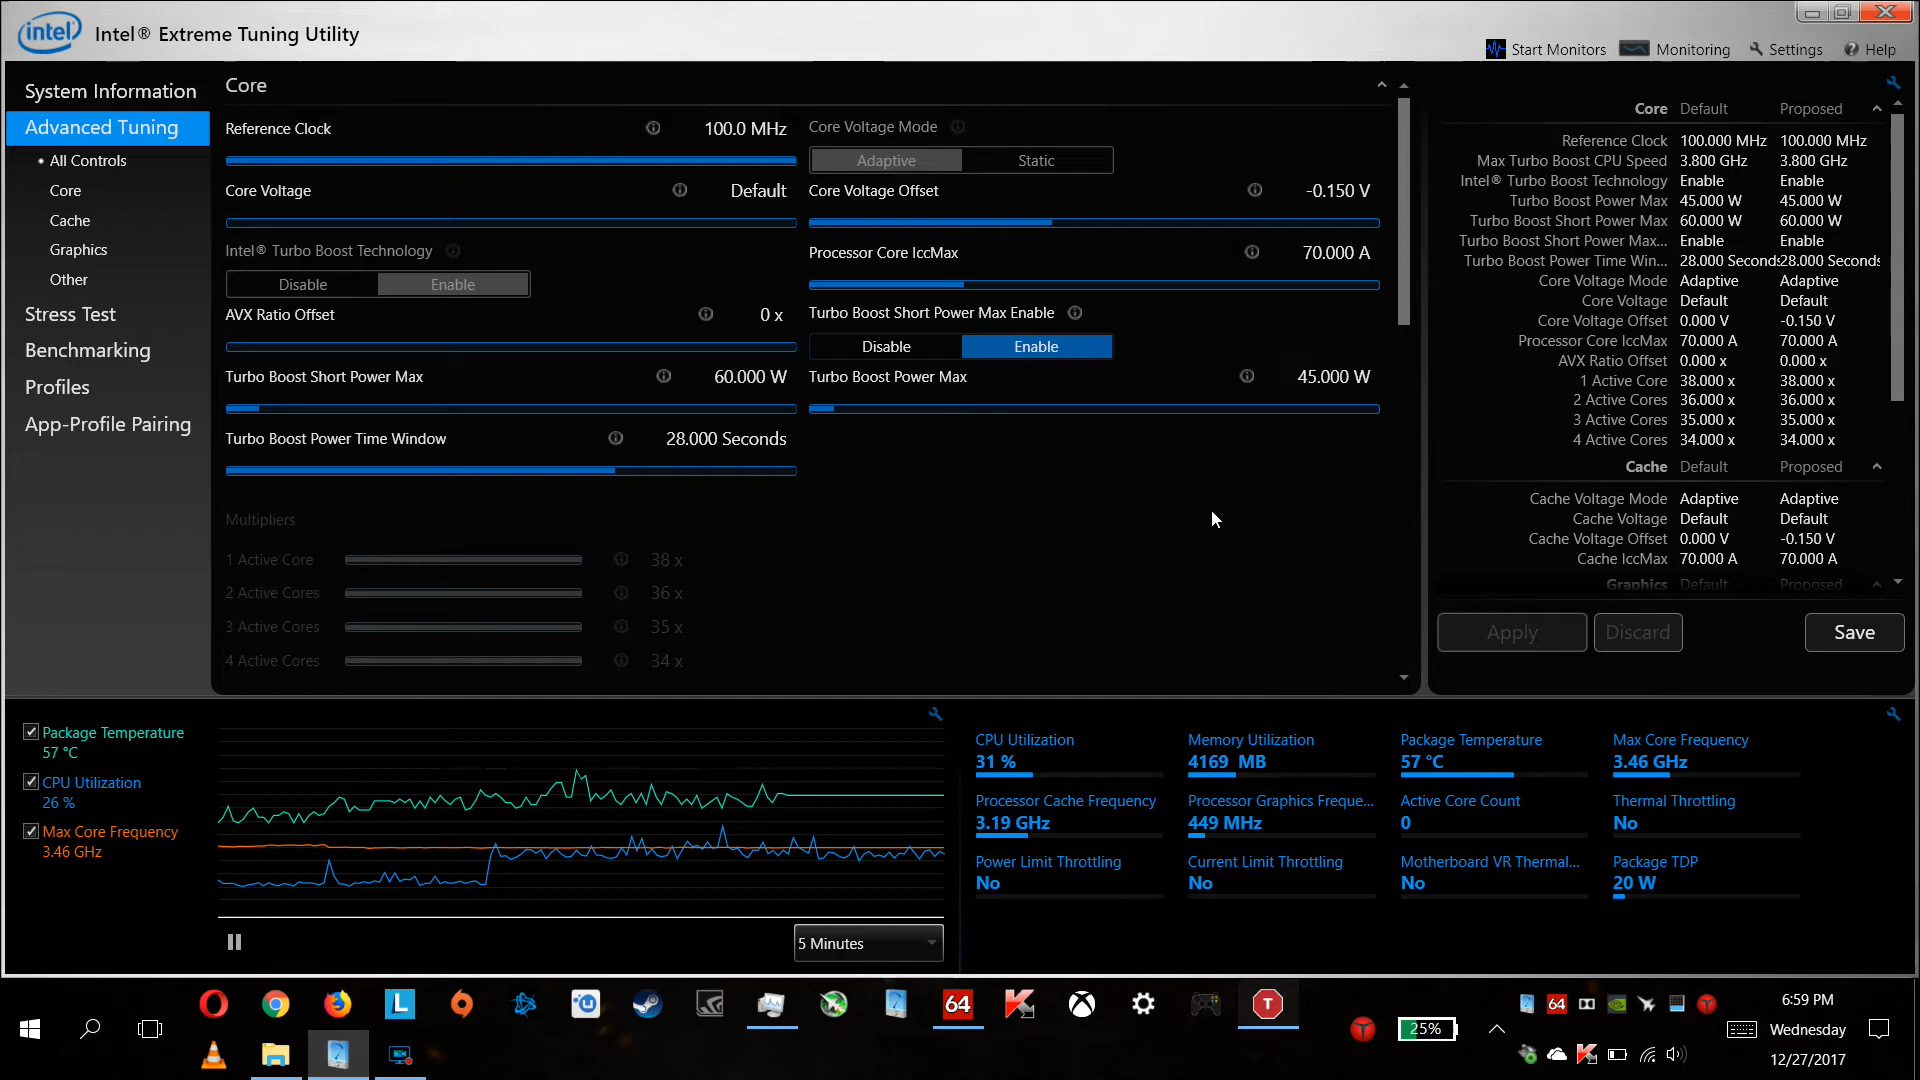 intel
Intel® Extreme Tuning Utility
Start Monitors
Monitoring
Settings
Help
System Information
Advanced Tuning
All Controls
Core
Cache
Graphics
Other
Stress Test
Benchmarking
Profiles
App-Profile Pairing
Core
Reference Clock 100.0 MHz
Core Voltage Default
Intel® Turbo Boost Technology
Disable Enable
AVX Ratio Offset 0 x
Turbo Boost Short Power Max 60.000 W
Turbo Boost Power Time Window 28.000 Seconds
Core Voltage Mode
Adaptive Static
Core Voltage Offset -0.150 V
Processor Core IccMax 70.000 A
Turbo Boost Short Power Max Enable
Disable Enable
Turbo Boost Power Max 45.000 W
Multipliers
1 Active Core 38 x
2 Active Cores 36 x
3 Active Cores 35 x
4 Active Cores 34 x
Core Default Proposed
Reference Clock 100.000 MHz 100.000 MHz
Max Turbo Boost CPU Speed 3.800 GHz 3.800 GHz
Intel® Turbo Boost Technology Enable Enable
Turbo Boost Power Max 45.000 W 45.000 W
Turbo Boost Short Power Max 60.000 W 60.000 W
Turbo Boost Short Power Max... Enable Enable
Turbo Boost Power Time Win... 28.000 Seconds 28.000 Seconds
Core Voltage Mode Adaptive Adaptive
Core Voltage Default Default
Core Voltage Offset 0.000 V -0.150 V
Processor Core IccMax 70.000 A 70.000 A
AVX Ratio Offset 0.000 x 0.000 x
1 Active Core 38.000 x 38.000 x
2 Active Cores 36.000 x 36.000 x
3 Active Cores 35.000 x 35.000 x
4 Active Cores 34.000 x 34.000 x
Cache Default Proposed
Cache Voltage Mode Adaptive Adaptive
Cache Voltage Default Default
Cache Voltage Offset 0.000 V -0.150 V
Cache IccMax 70.000 A 70.000 A
Graphics Default Proposed
Apply
Discard
Save
Package Temperature
57 °C
CPU Utilization
26 %
Max Core Frequency
3.46 GHz
5 Minutes
CPU Utilization
31 %
Memory Utilization
4169 MB
Package Temperature
57 °C
Max Core Frequency
3.46 GHz
Processor Cache Frequency
3.19 GHz
Processor Graphics Freque...
449 MHz
Active Core Count
0
Thermal Throttling
No
Power Limit Throttling
No
Current Limit Throttling
No
Motherboard VR Thermal...
No
Package TDP
20 W
L
64
T
25%
64
6:59 PM
Wednesday
12/27/2017